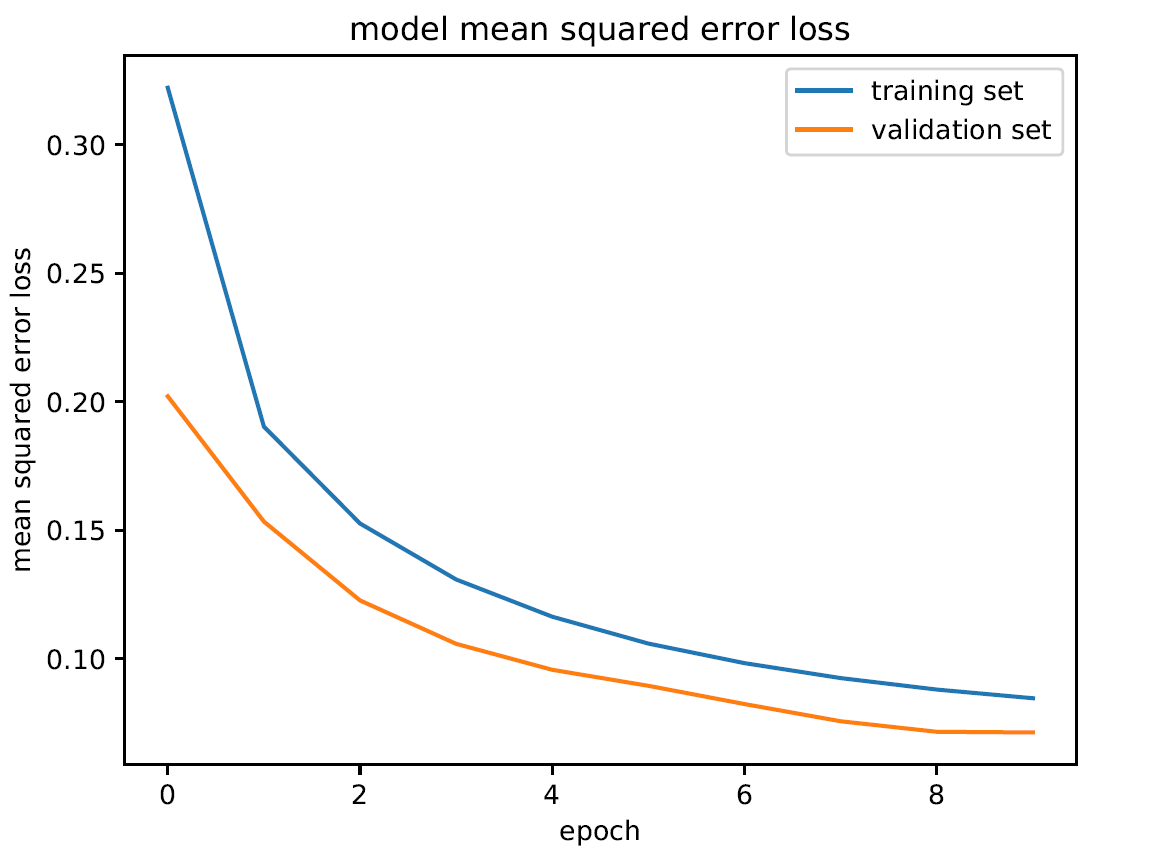 model mean squared error loss
training set
validation set
mean squared error loss
0.30
0.25
0.20
0.15
0.10
0
2
4
6
8
epoch